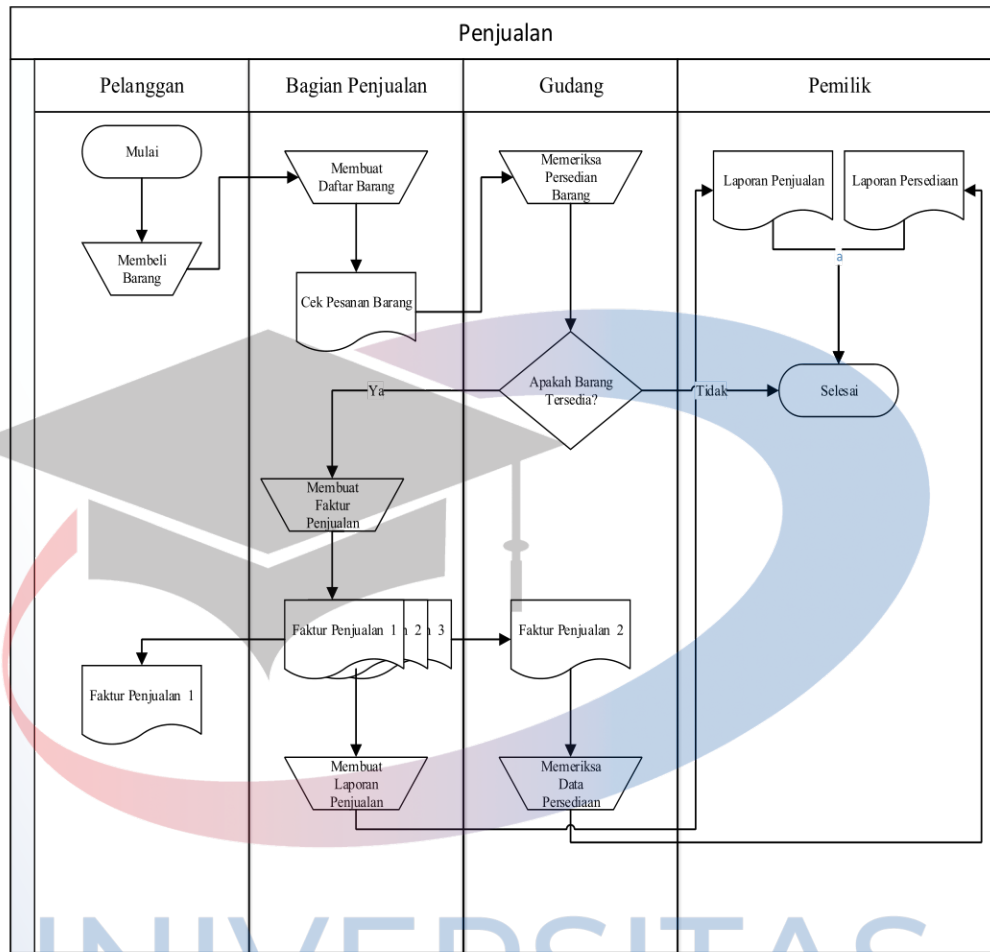 Penjualan
Pelanggan
Bagian Penjualan
Gudang
Pemilik
Mulai
Membeli
Barang
Membuat
Daftar Barang
Cek Pesanan Barang
Memeriksa
Persedian
Barang
Laporan Penjualan
Laporan Persediaan
a
Apakah Barang
Tersedia?
Ya
Tidak
Selesai
Membuat
Faktur
Penjualan
Faktur Penjualan 1
n 2
n 3
Faktur Penjualan 2
Faktur Penjualan 1
Membuat
Laporan
Penjualan
Memeriksa
Data
Persediaan
UNIVERSITAS